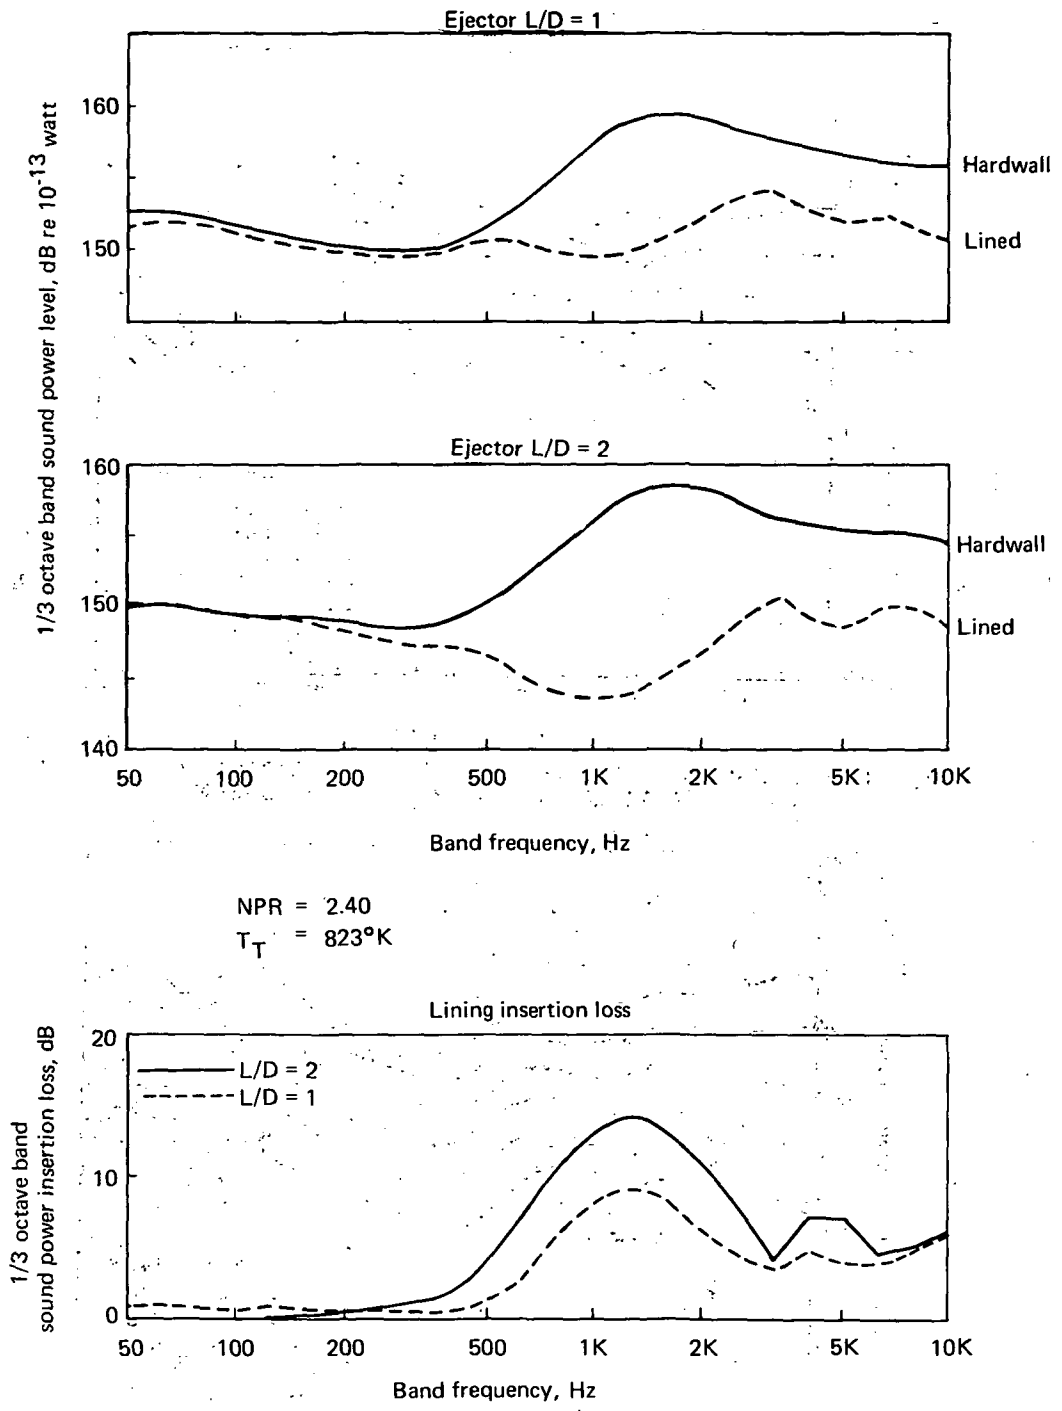 Ejector L/D = 1
1/3 octave band sound power level, dB re 10⁻¹³ watt
160
150
Hardwall
Lined
Ejector L/D = 2
160
150
140
Hardwall
Lined
50 100 200 500 1K 2K 5K 10K
Band frequency, Hz
NPR = 2.40
T_T = 823°K
Lining insertion loss
1/3 octave band
sound power insertion loss, dB
20
10
0
L/D = 2
L/D = 1
50 100 200 500 1K 2K 5K 10K
Band frequency, Hz